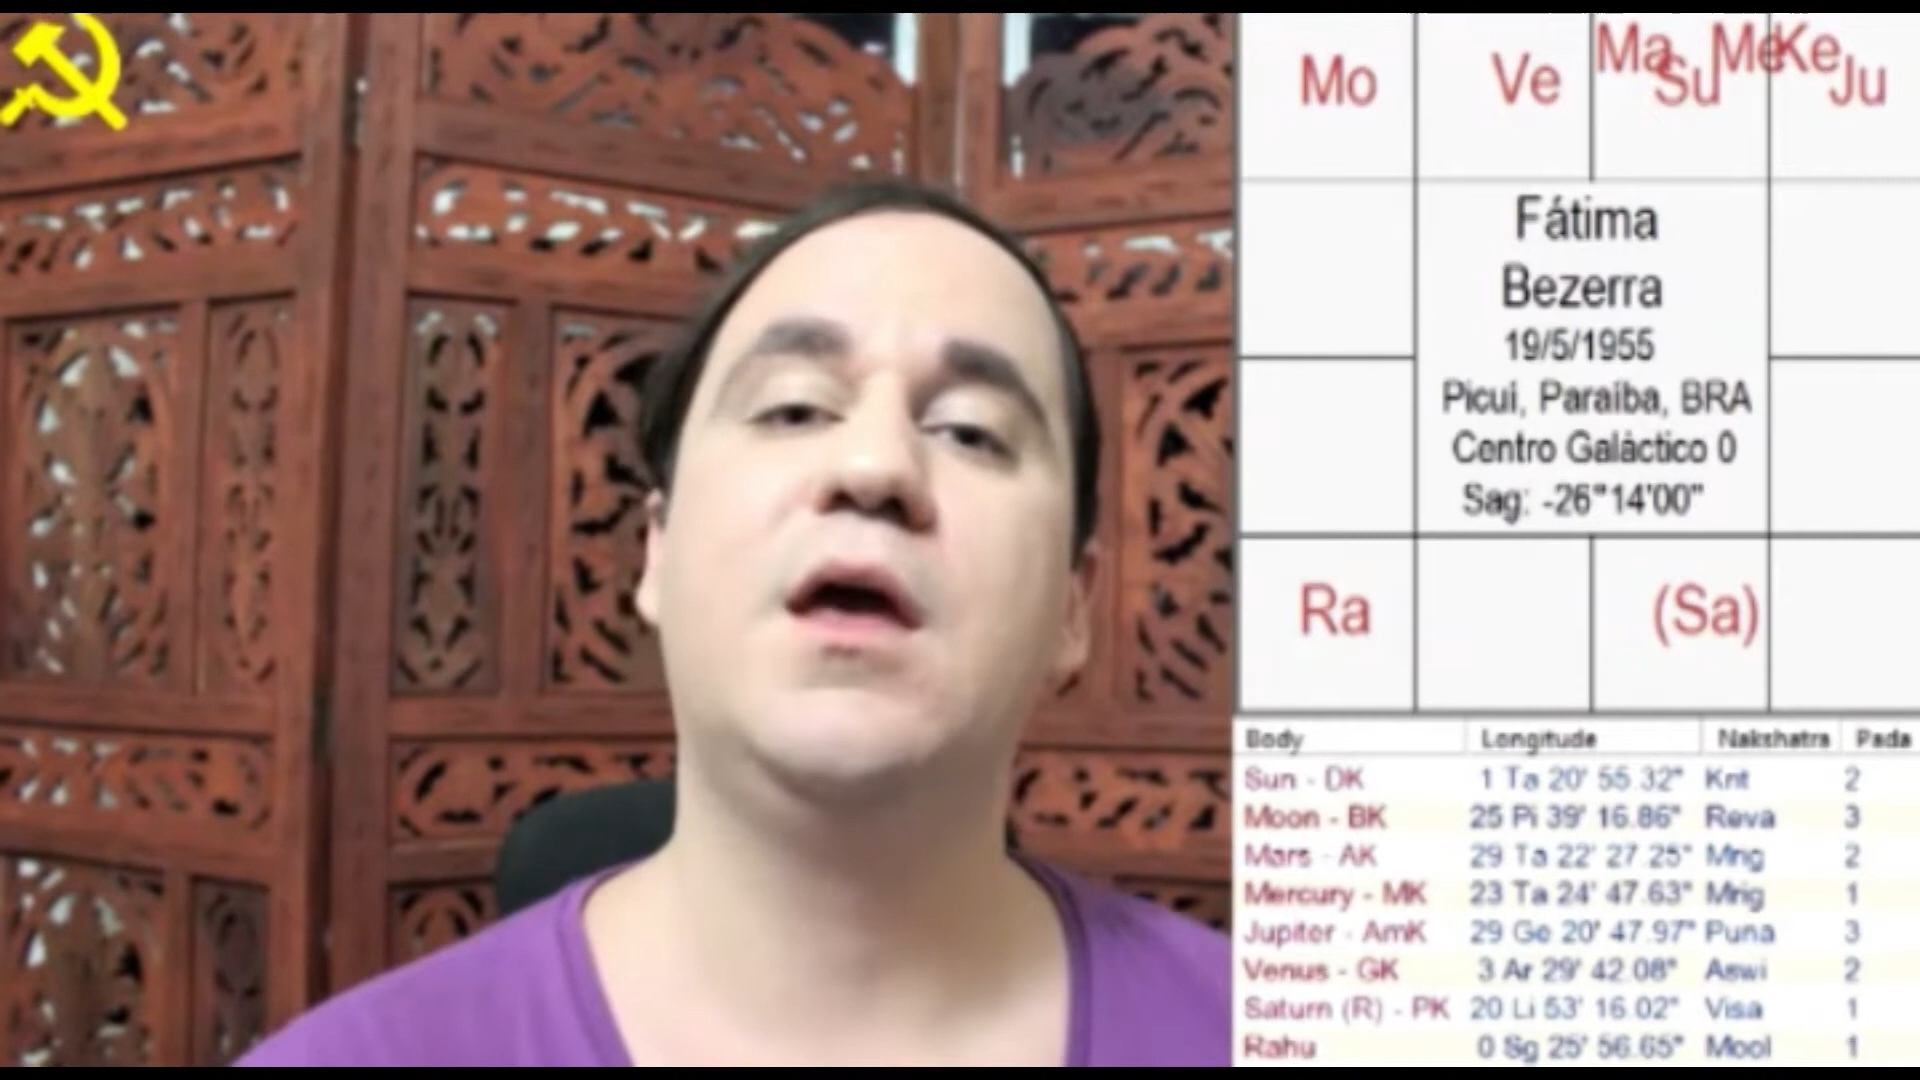 Mo Ve Ma Su Me Ke Ju
Fátima
Bezerra
19/5/1955
Picuí, Paraíba, BRA
Centro Galáctico 0
Sag: -26°14'00"
Ra (Sa)
Body Longitude Nakshatra Pada
Sun - DK 1 Ta 20' 55.32" Krit 2
Moon - BK 25 Pi 39' 16.86" Reva 3
Mars - AK 29 Ta 22' 27.25" Mrig 2
Mercury - MK 23 Ta 24' 47.63" Mrig 1
Jupiter - AmK 29 Ge 20' 47.97" Puna 3
Venus - GK 3 Ar 29' 42.08" Aswi 2
Saturn (R) - PK 20 Li 53' 16.02" Visa 1
Rahu 0 Sg 25' 56.65" Mool 1